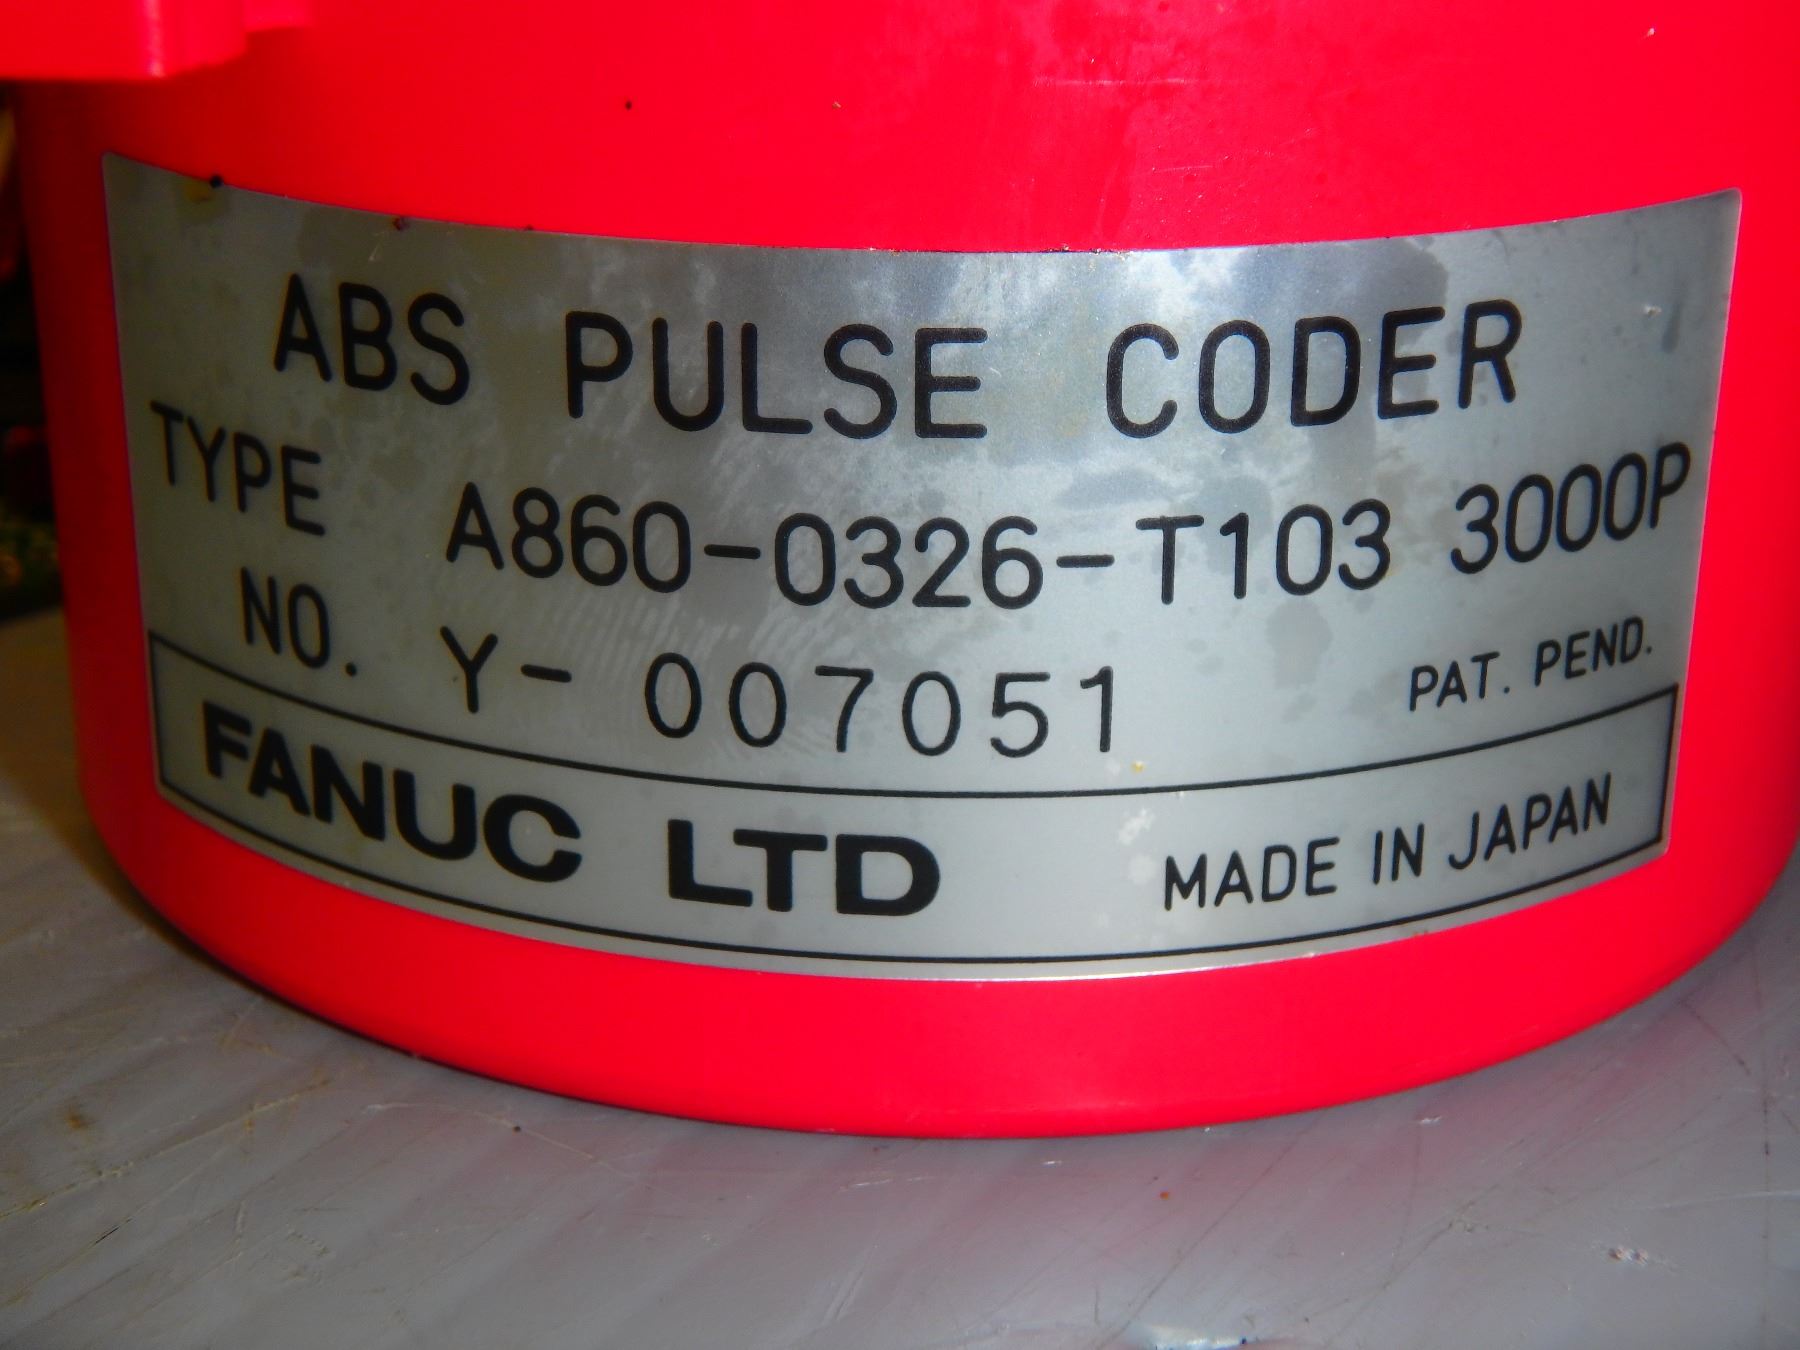 ABS PULSE CODER
TYPE A860-0326-T103 3000P
NO. Y- 007051 PAT. PEND.
FANUC LTD MADE IN JAPAN